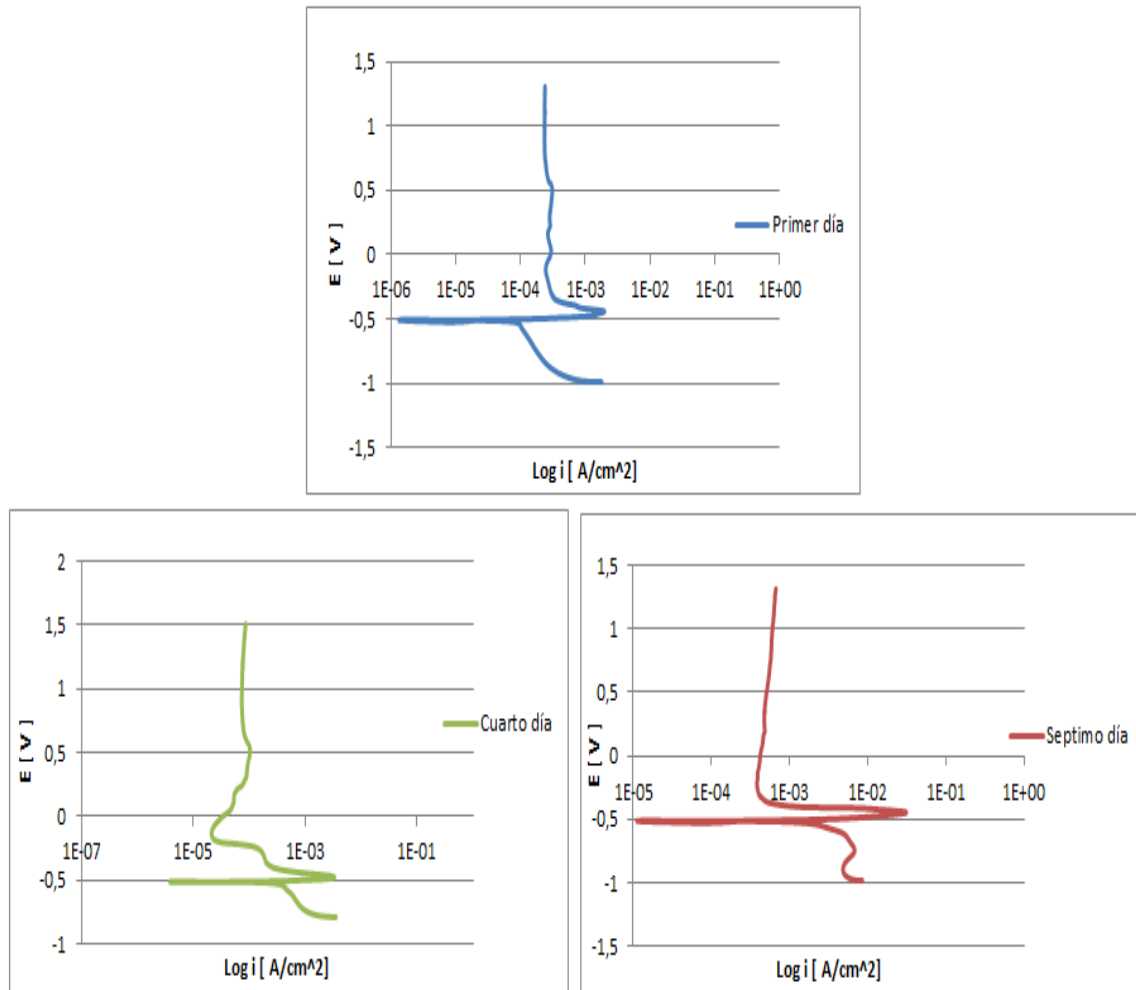 1,5
1
0,5
0
-0,5
-1
-1,5
E [ V ]
1E-06 1E-05 1E-04 1E-03 1E-02 1E-01 1E+00
Log i [ A/cm^2]
Primer día
2
1,5
1
0,5
0
-0,5
-1
E [ V ]
1E-07 1E-05 1E-03 1E-01
Log i [ A/cm^2]
Cuarto día
1,5
1
0,5
0
-0,5
-1
-1,5
E [ V ]
1E-05 1E-04 1E-03 1E-02 1E-01 1E+00
Log i [ A/cm^2]
Septimo día